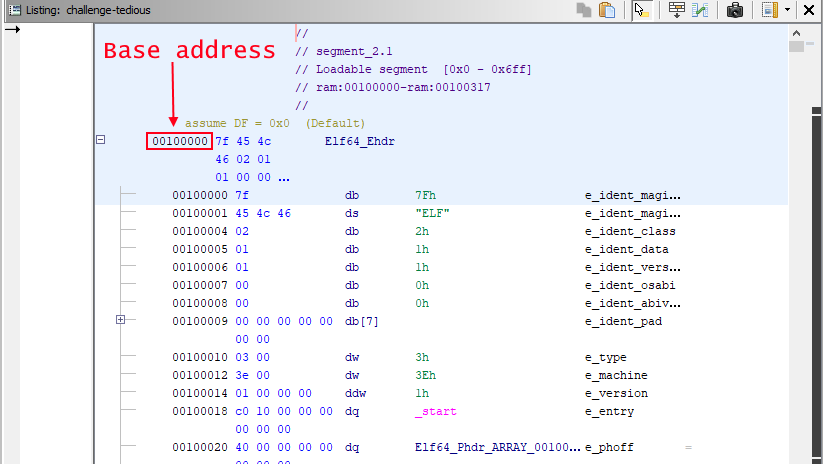 Listing: challenge-tedious
//
// segment_2.1
Base address
// Loadable segment [0x0 - 0x6ff]
// ram:00100000-ram:00100317
//
assume DF = 0x0 (Default)
00100000 7f 45 4c Elf64_Ehdr
46 02 01
01 00 00 ...
00100000 7f db 7Fh e_ident_magi...
00100001 45 4c 46 ds "ELF" e_ident_magi...
00100004 02 db 2h e_ident_class
00100005 01 db 1h e_ident_data
00100006 01 db 1h e_ident_vers...
00100007 00 db 0h e_ident_osabi
00100008 00 db 0h e_ident_abiv...
00100009 00 00 00 00 00 db[7] e_ident_pad
00 00
00100010 03 00 dw 3h e_type
00100012 3e 00 dw 3Eh e_machine
00100014 01 00 00 00 ddw 1h e_version
00100018 c0 10 00 00 00 dq _start e_entry
00 00 00
00100020 40 00 00 00 00 dq Elf64_Phdr_ARRAY_00100... e_phoff =
00 00 00